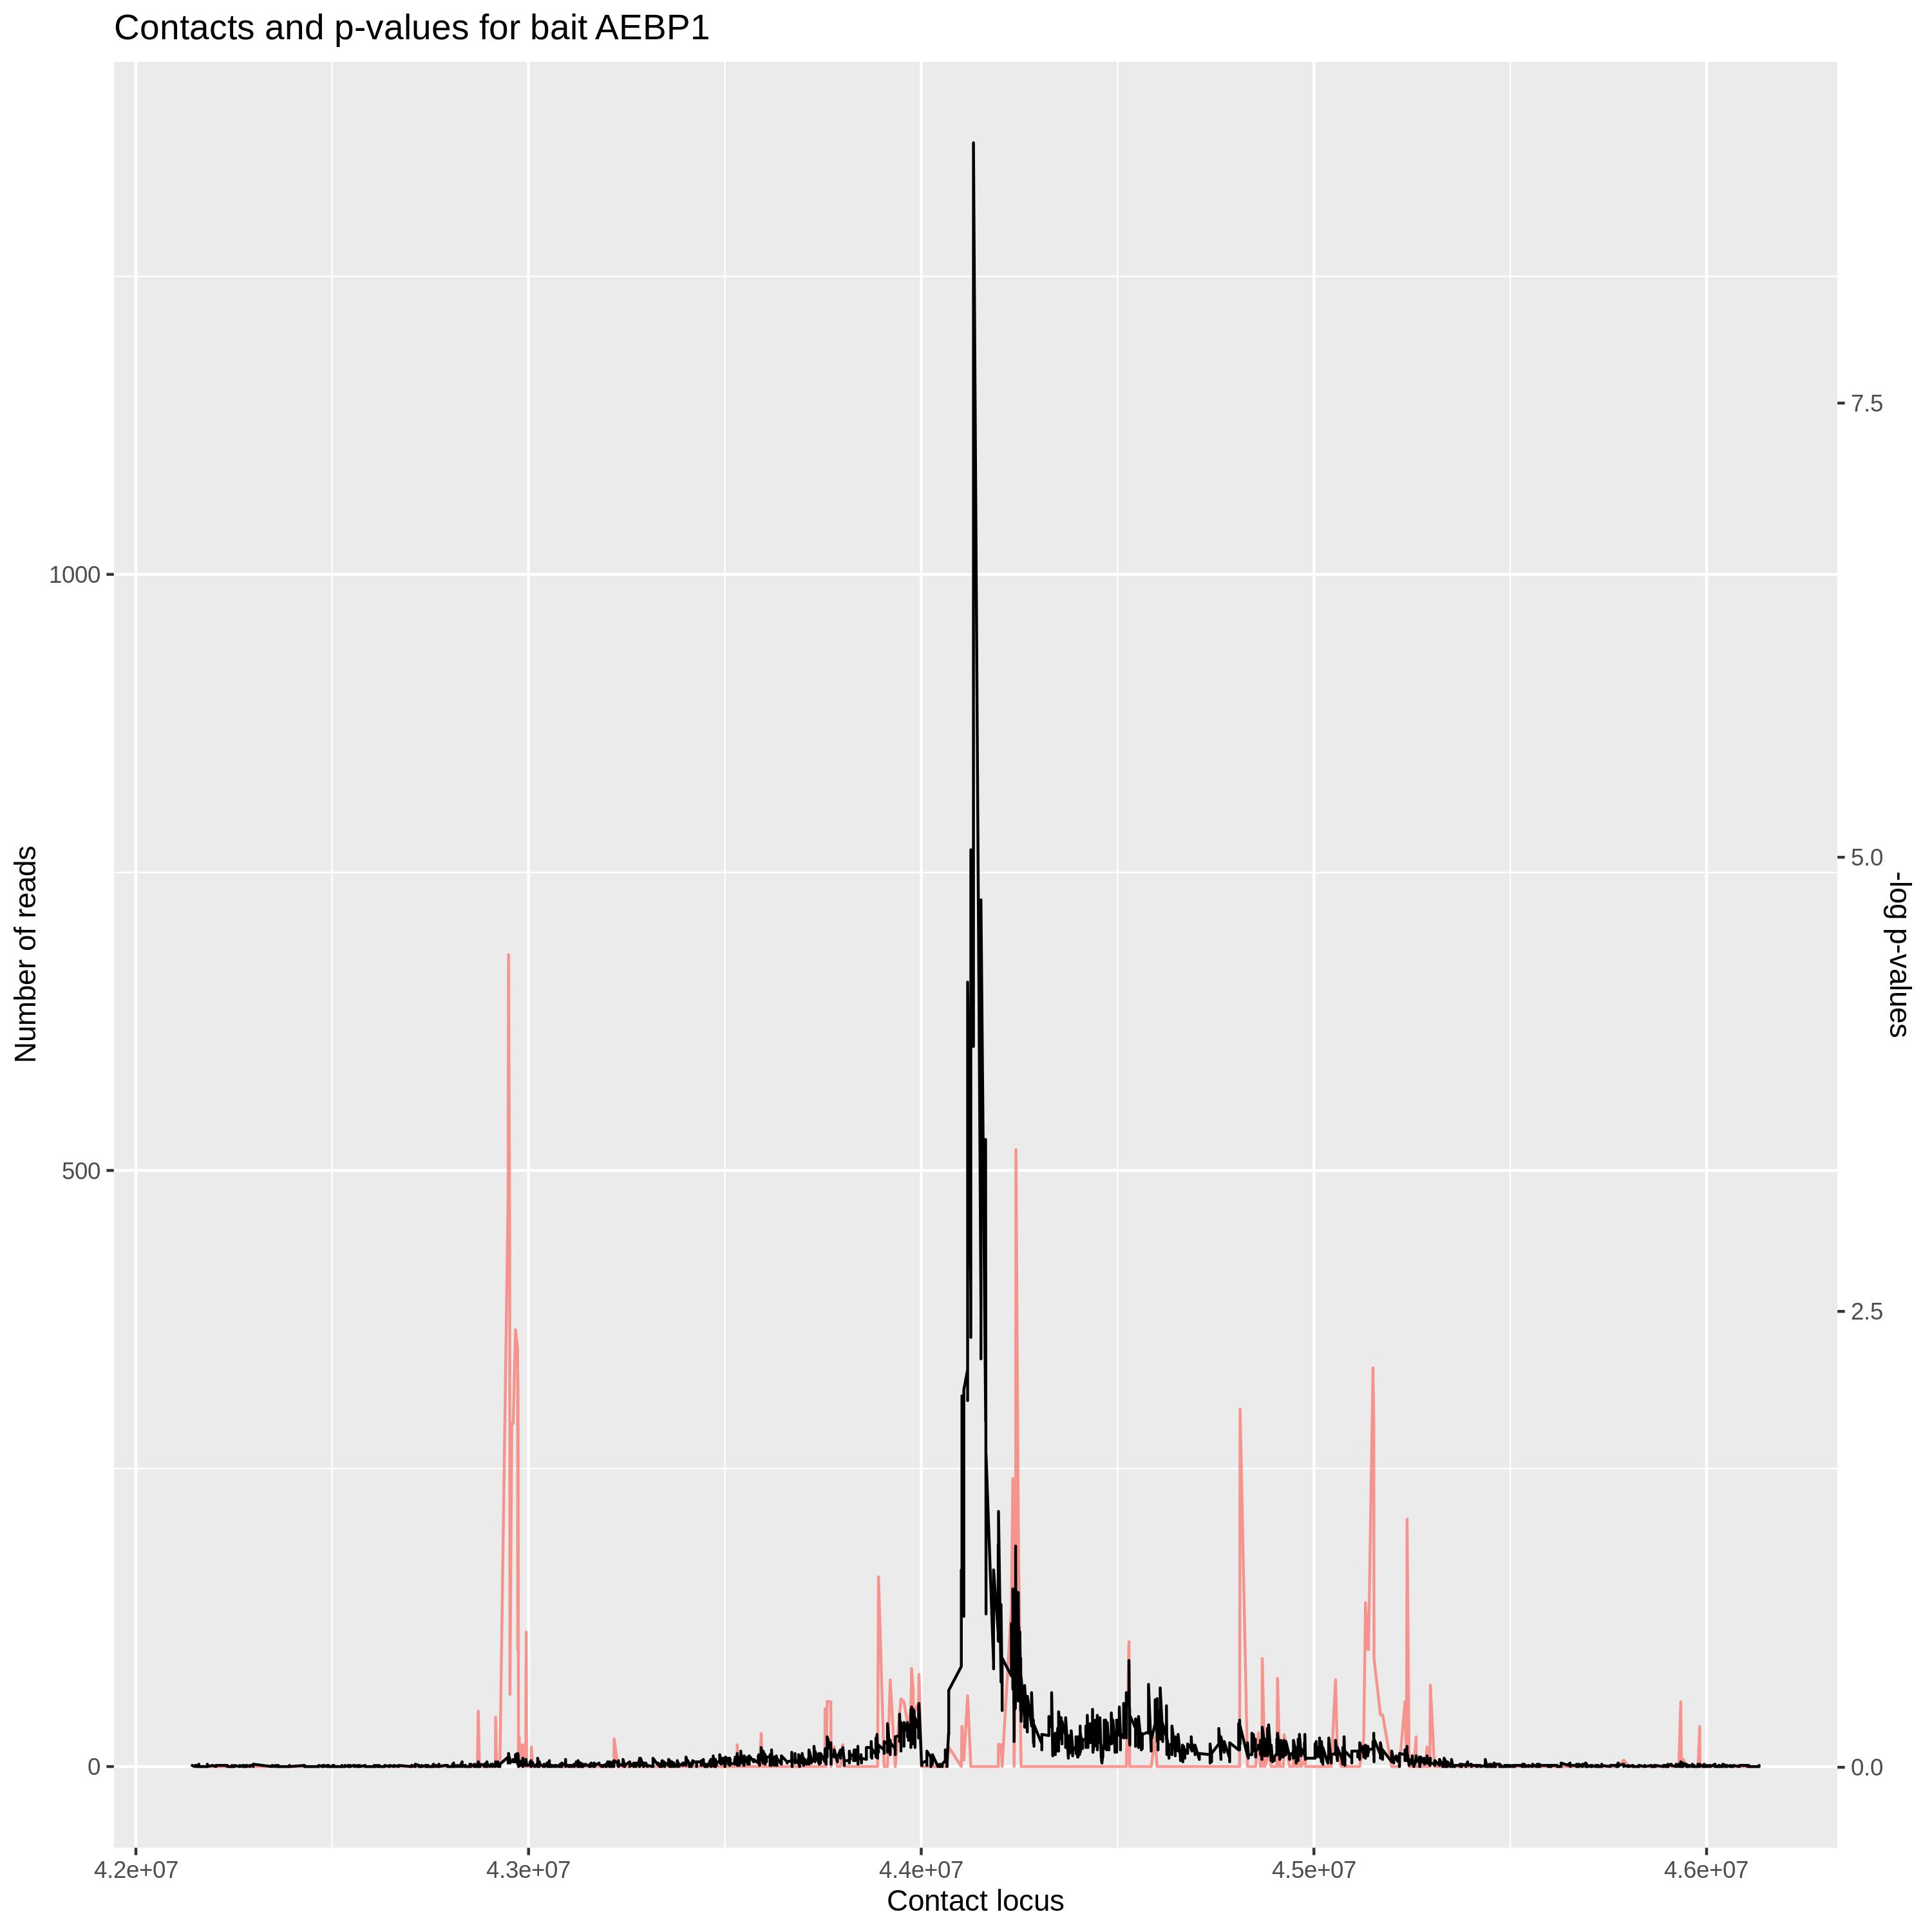 Contacts and p-values for bait AEBP1
1000
500
0
Number of reads
7.5
5.0
2.5
0.0
-log p-values
4.2e+07 4.3e+07 4.4e+07 4.5e+07 4.6e+07
Contact locus